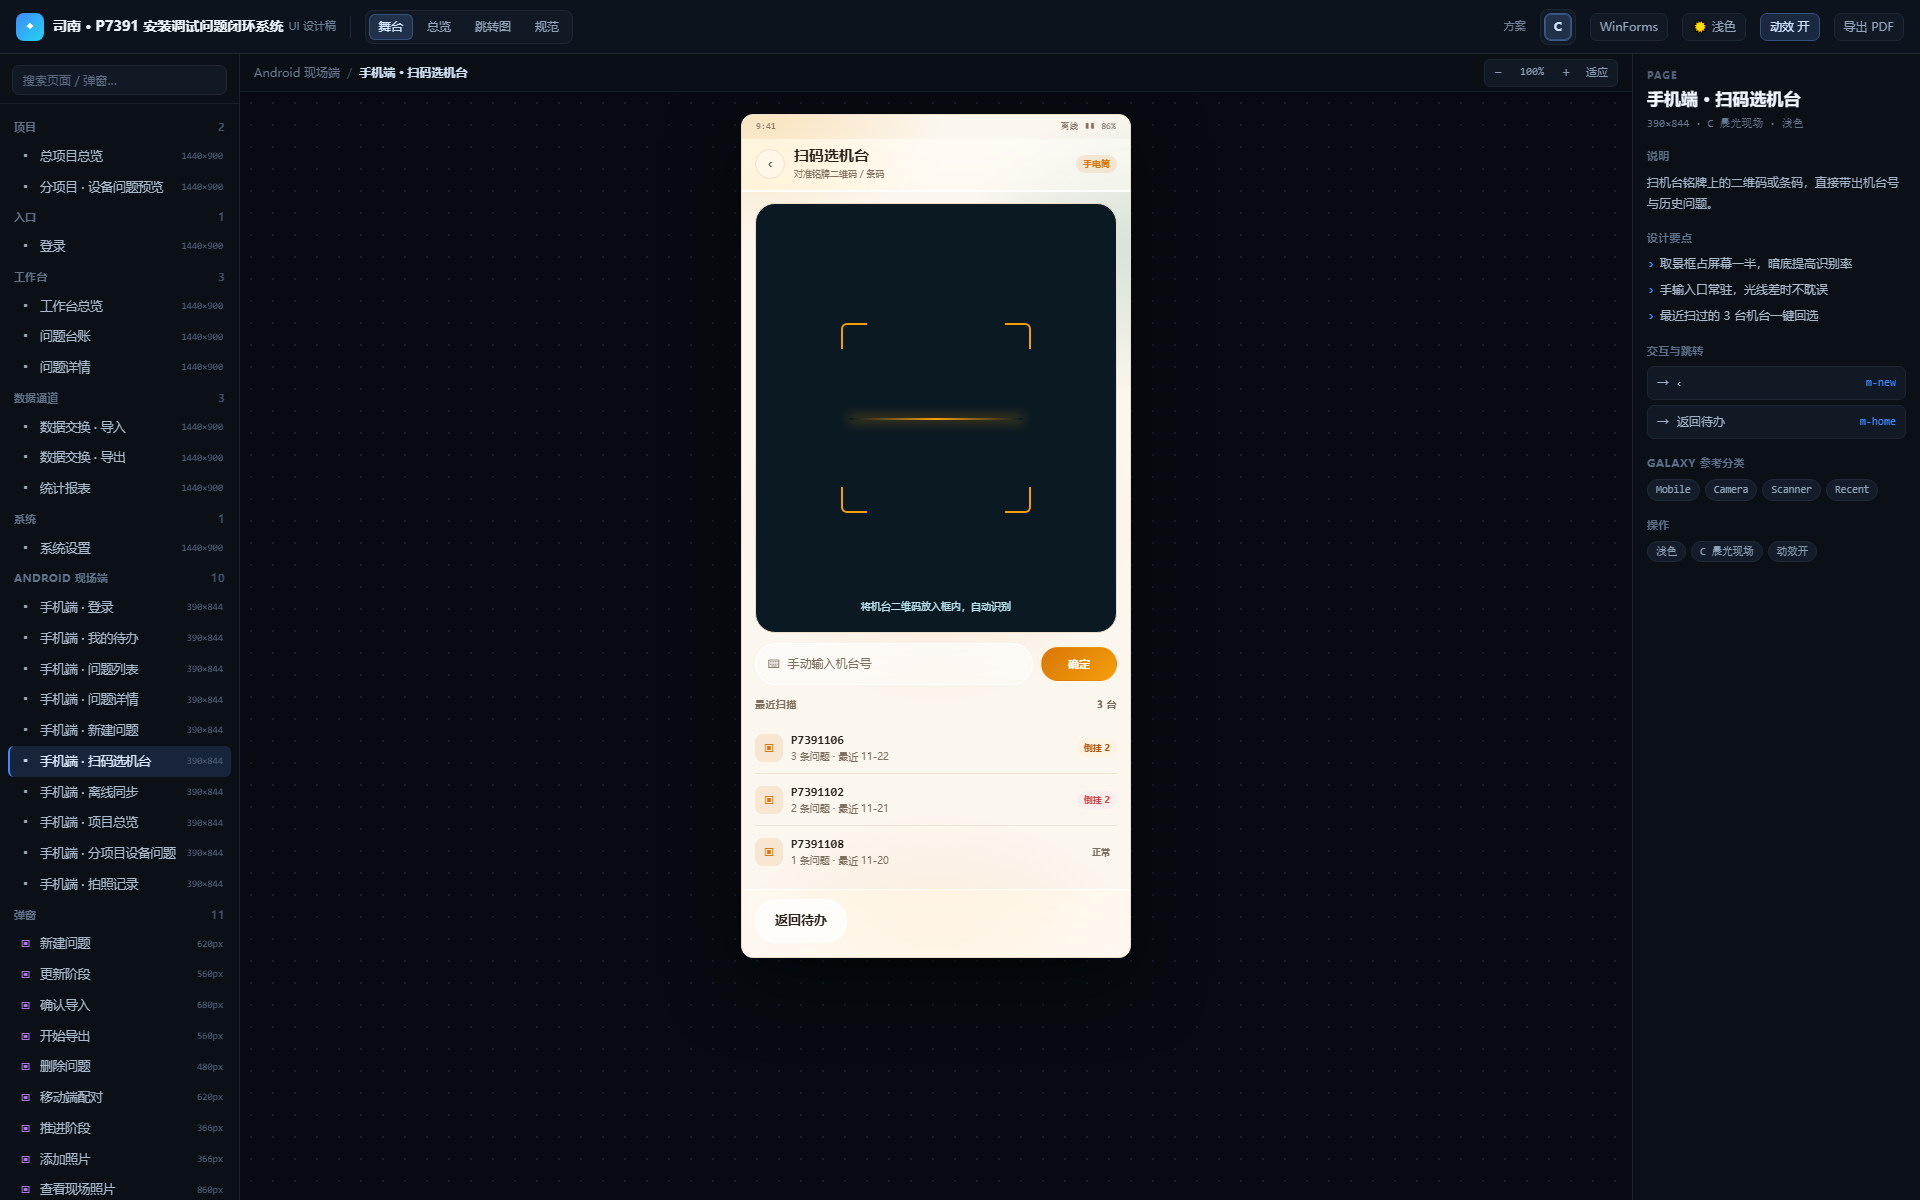 司南 • P7391 安装调试问题闭环系统 UI 设计稿
舞台 总览 跳转图 规范
方案 C WinForms 浅色 动效 开 导出 PDF
搜索页面 / 弹窗...
项目 2
总项目总览 1440×900
分项目 · 设备问题预览 1440×900
入口 1
登录 1440×900
工作台 3
工作台总览 1440×900
问题台账 1440×900
问题详情 1440×900
数据通道 3
数据交换 · 导入 1440×900
数据交换 · 导出 1440×900
统计报表 1440×900
系统 1
系统设置 1440×900
ANDROID 现场端 10
手机端 · 登录 390×844
手机端 · 我的待办 390×844
手机端 · 问题列表 390×844
手机端 · 问题详情 390×844
手机端 · 新建问题 390×844
手机端 · 扫码选机台 390×844
手机端 · 离线同步 390×844
手机端 · 项目总览 390×844
手机端 · 分项目设备问题 390×844
手机端 · 拍照记录 390×844
弹窗 11
新建问题 620px
更新阶段 560px
确认导入 680px
开始导出 560px
删除问题 480px
移动端配对 620px
推进阶段 366px
添加照片 366px
查看现场照片 860px
Android 现场端 / 手机端 • 扫码选机台
− 100% + 适应
9:41 离线 86%
‹ 扫码选机台
对准铭牌二维码 / 条码
手电筒
将机台二维码放入框内，自动识别
手动输入机台号 确定
最近扫描 3 台
P7391106
3 条问题 · 最近 11-22
倒挂 2
P7391102
2 条问题 · 最近 11-21
倒挂 2
P7391108
1 条问题 · 最近 11-20
正常
返回待办
PAGE
手机端 • 扫码选机台
390×844 · C 晨光现场 · 浅色
说明
扫机台铭牌上的二维码或条码，直接带出机台号
与历史问题。
设计要点
› 取景框占屏幕一半，暗底提高识别率
› 手输入口常驻，光线差时不耽误
› 最近扫过的 3 台机台一键回选
交互与跳转
→ ‹ m-new
→ 返回待办 m-home
GALAXY 参考分类
Mobile Camera Scanner Recent
操作
浅色 C 晨光现场 动效开